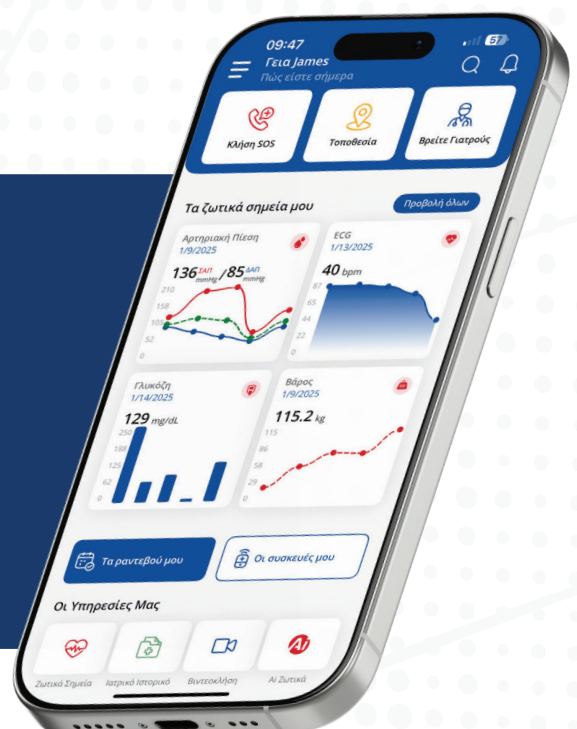 09:47
57
Γεια James
Πώς είστε σήμερα
Κλήση SOS
Τοποθεσία
Βρείτε Γιατρούς
Τα ζωτικά σημεία μου
Προβολή όλων
Αρτηριακή Πίεση
1/9/2025
136 ΣΑΠ mmHg / 85 ΔΑΠ mmHg
210
158
105
52
0
ECG
1/13/2025
40 bpm
87
65
44
22
0
Γλυκόζη
1/14/2025
129 mg/dL
250
188
125
62
0
Βάρος
1/9/2025
115.2 kg
115
86
58
29
0
Τα ραντεβού μου
Οι συσκευές μου
Οι Υπηρεσίες Μας
Ai
Ζωτικά Σημεία
Ιατρικό Ιστορικό
Βιντεοκλήση
Ai Ζωτικά